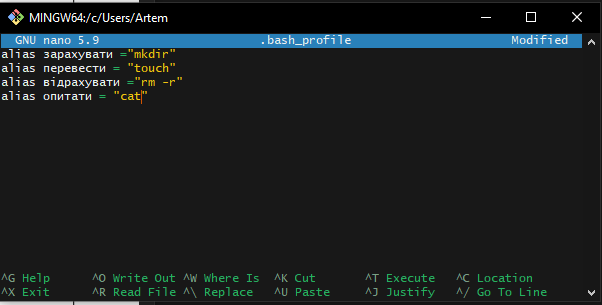 MINGW64:/c/Users/Artem
GNU nano 5.9 .bash_profile Modified
alias зарахувати ="mkdir"
alias перевести = "touch"
alias відрахувати ="rm -r"
alias опитати = "cat"
^G Help ^O Write Out ^W Where Is ^K Cut ^T Execute ^C Location
^X Exit ^R Read File ^\ Replace ^U Paste ^J Justify ^/ Go To Line